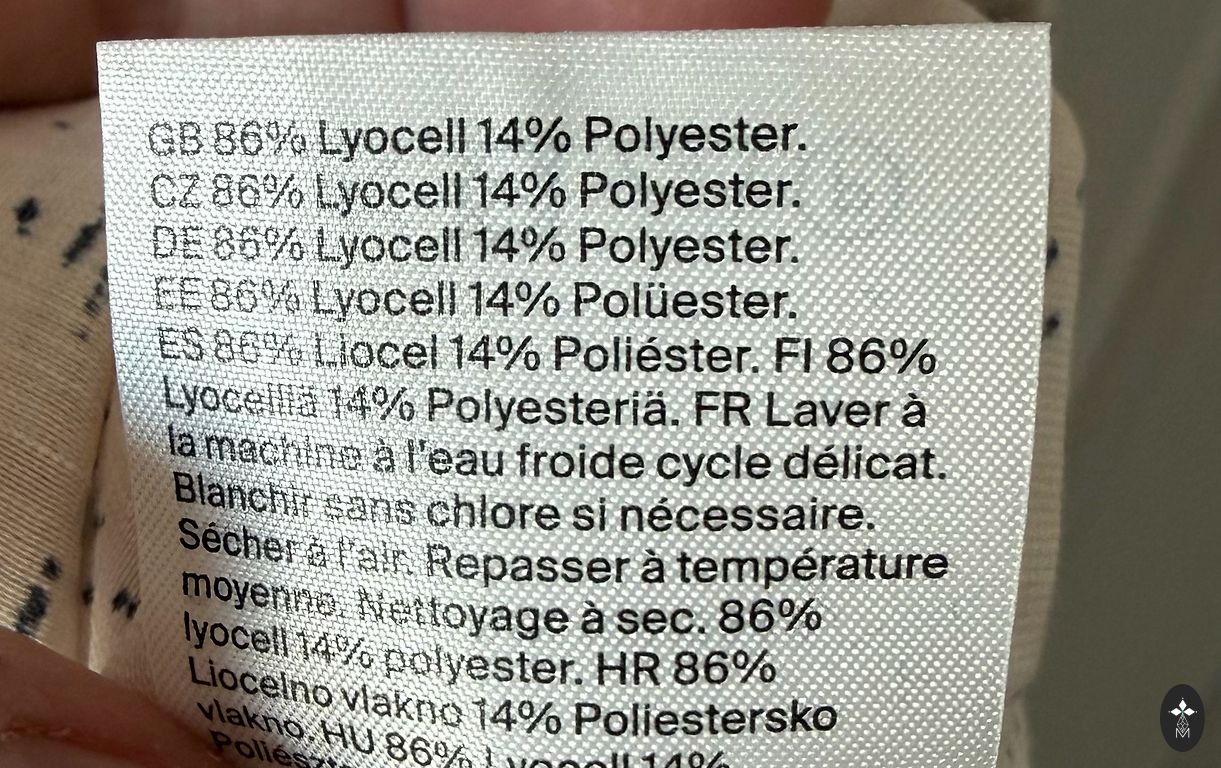 GB 86% Lyocell 14% Polyester.
CZ 86% Lyocell 14% Polyester.
DE 86% Lyocell 14% Polyester.
EE 86% Lyocell 14% Polüester.
ES 86% Liocel 14% Poliéster. FI 86%
Lyocelliä 14% Polyesteriä. FR Laver à
la machine à l'eau froide cycle délicat.
Blanchir sans chlore si nécessaire.
Sécher à l'air. Repasser à température
moyenne. Nettoyage à sec. 86%
lyocell 14% polyester. HR 86%
Liocelno vlakno 14% Poliestersko
vlakno. HU 86% Lyocell 14%
M